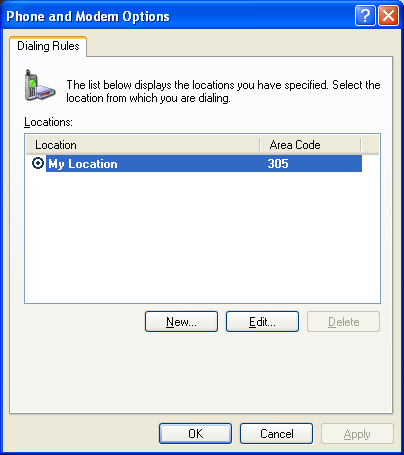 Phone and Modem Options
Dialing Rules
The list below displays the locations you have specified. Select the
location from which you are dialing.
Locations:
Location Area Code
My Location 305
New... Edit... Delete
OK Cancel Apply